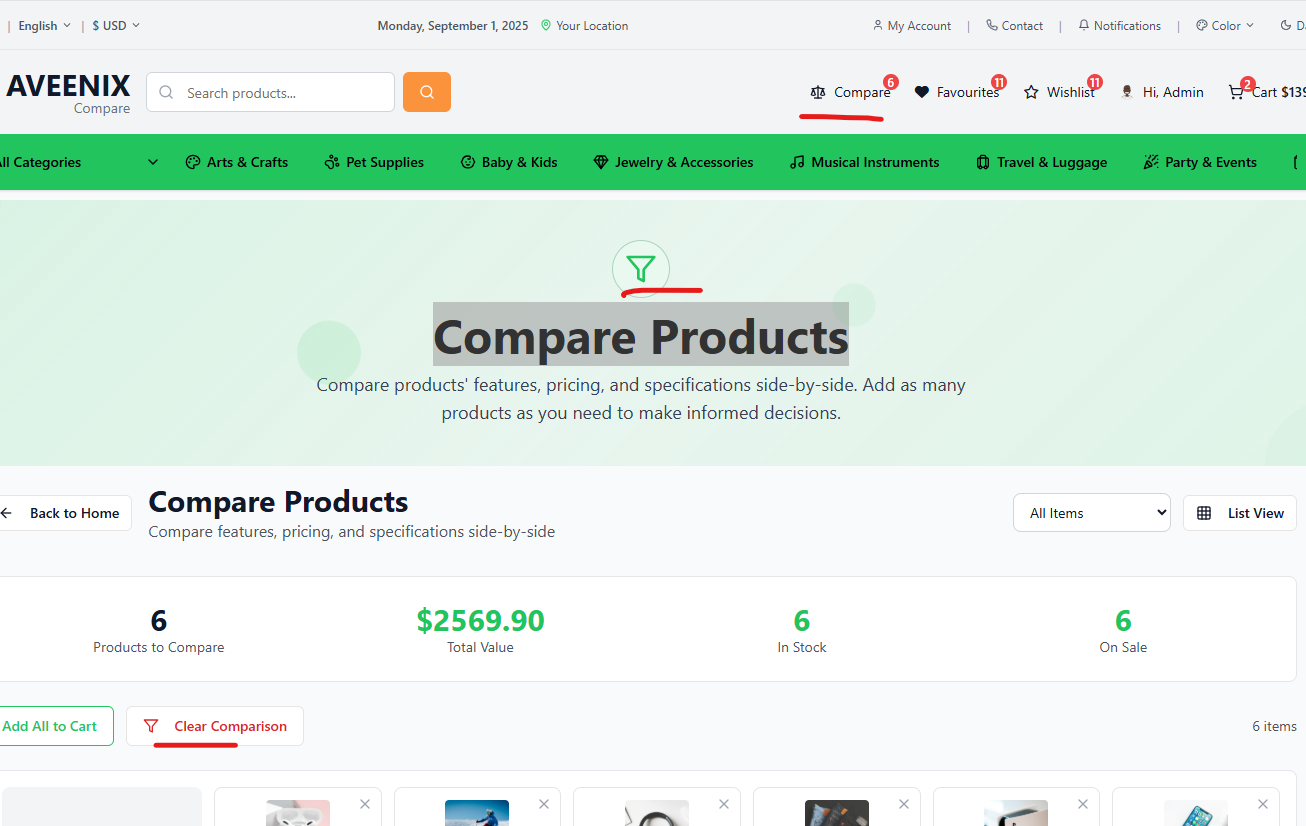 English
$ USD
Monday, September 1, 2025
Your Location
My Account
Contact
Notifications
Color
AVEENIX
Compare
Search products...
Compare 6
Favourites 11
Wishlist 11
Hi, Admin
2 Cart
Categories
Arts & Crafts
Pet Supplies
Baby & Kids
Jewelry & Accessories
Musical Instruments
Travel & Luggage
Party & Events
Compare Products
Compare products' features, pricing, and specifications side-by-side. Add as many
products as you need to make informed decisions.
Back to Home
Compare Products
Compare features, pricing, and specifications side-by-side
All Items
List View
6
Products to Compare
$2569.90
Total Value
6
In Stock
6
On Sale
Add All to Cart
Clear Comparison
6 items